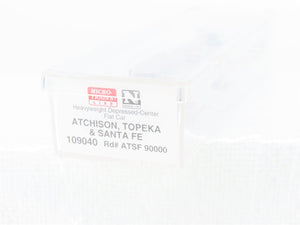 MICRO-
TRAINS
LINE
N
Heavyweight Depressed-Center
Flat Car
ATCHISON, TOPEKA
& SANTA FE
109040 Rd# ATSF 90000